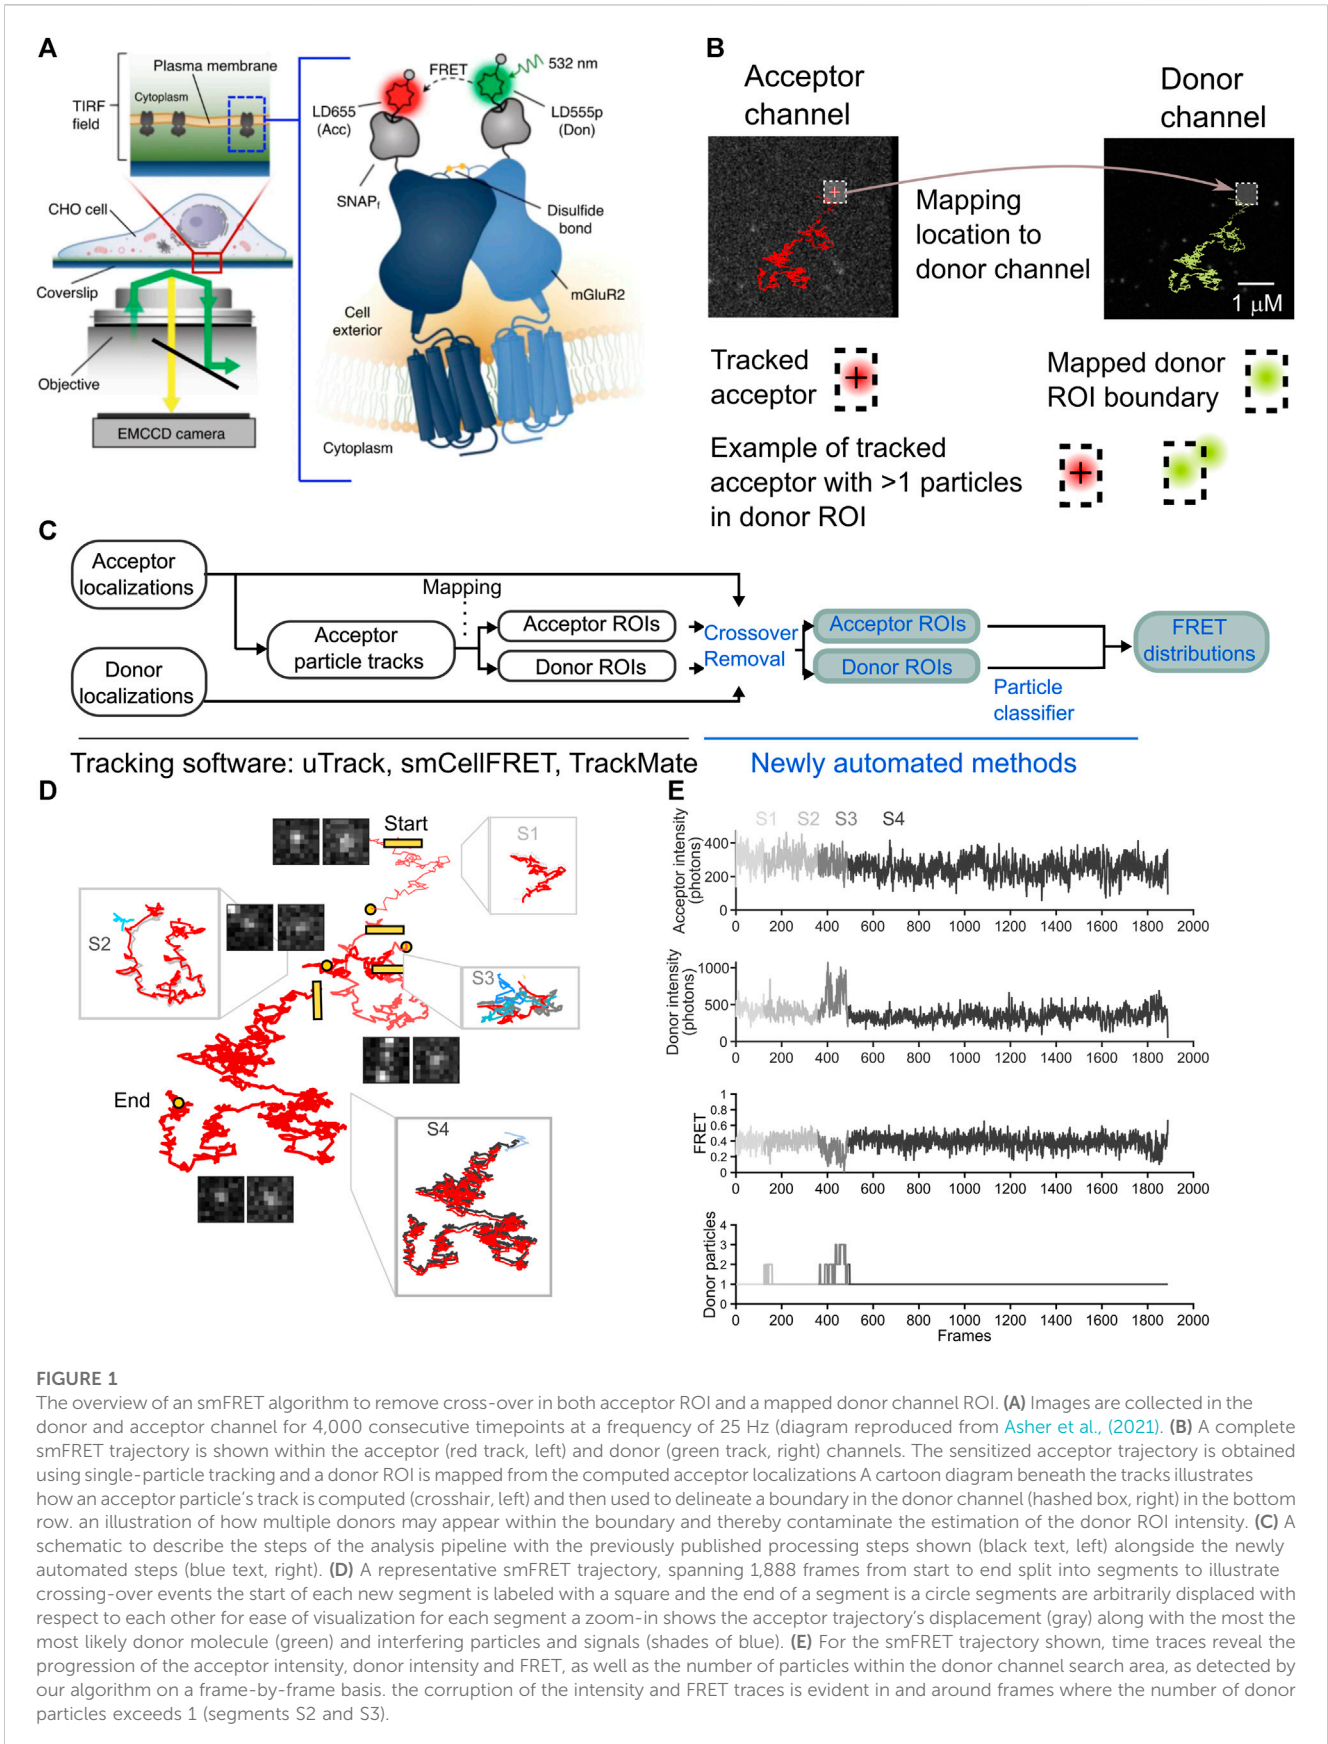 A
Plasma membrane
Cytoplasm
TIRF
field
CHO cell
Coverslip
Objective
EMCCD camera
FRET
532 nm
LD655
(Acc)
LD555p
(Don)
SNAPf
Disulfide
bond
mGluR2
Cell
exterior
Cytoplasm
B
Acceptor
channel
Donor
channel
Mapping
location to
donor channel
1 μM
Tracked
acceptor
Mapped donor
ROI boundary
Example of tracked
acceptor with >1 particles
in donor ROI
C
Acceptor
localizations
Donor
localizations
Mapping
Acceptor
particle tracks
Acceptor ROIs
Donor ROIs
Crossover
Removal
Acceptor ROIs
Donor ROIs
Particle
classifier
FRET
distributions
Tracking software: uTrack, smCellFRET, TrackMate
Newly automated methods
D
Start
S1
S2
S3
End
S4
E
S1 S2 S3 S4
Acceptor intensity
(photons)
400
200
0
0 200 400 600 800 1000 1200 1400 1600 1800 2000
Donor intensity
(photons)
1000
500
0
0 200 400 600 800 1000 1200 1400 1600 1800 2000
FRET
1
0.8
0.6
0.4
0.2
0
0 200 400 600 800 1000 1200 1400 1600 1800 2000
Donor particles
4
3
2
1
0
0 200 400 600 800 1000 1200 1400 1600 1800 2000
Frames
FIGURE 1
The overview of an smFRET algorithm to remove cross-over in both acceptor ROI and a mapped donor channel ROI. (A) Images are collected in the
donor and acceptor channel for 4,000 consecutive timepoints at a frequency of 25 Hz (diagram reproduced from Asher et al., (2021). (B) A complete
smFRET trajectory is shown within the acceptor (red track, left) and donor (green track, right) channels. The sensitized acceptor trajectory is obtained
using single-particle tracking and a donor ROI is mapped from the computed acceptor localizations A cartoon diagram beneath the tracks illustrates
how an acceptor particle's track is computed (crosshair, left) and then used to delineate a boundary in the donor channel (hashed box, right) in the bottom
row. an illustration of how multiple donors may appear within the boundary and thereby contaminate the estimation of the donor ROI intensity. (C) A
schematic to describe the steps of the analysis pipeline with the previously published processing steps shown (black text, left) alongside the newly
automated steps (blue text, right). (D) A representative smFRET trajectory, spanning 1,888 frames from start to end split into segments to illustrate
crossing-over events the start of each new segment is labeled with a square and the end of a segment is a circle segments are arbitrarily displaced with
respect to each other for ease of visualization for each segment a zoom-in shows the acceptor trajectory's displacement (gray) along with the most the
most likely donor molecule (green) and interfering particles and signals (shades of blue). (E) For the smFRET trajectory shown, time traces reveal the
progression of the acceptor intensity, donor intensity and FRET, as well as the number of particles within the donor channel search area, as detected by
our algorithm on a frame-by-frame basis. the corruption of the intensity and FRET traces is evident in and around frames where the number of donor
particles exceeds 1 (segments S2 and S3).